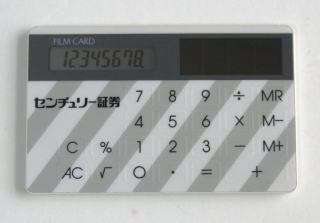 FILM CARD
12345678.
センチュリー証券 7 8 9 ÷ MR
4 5 6 × M−
C % 1 2 3 − M+
AC √ 0 · = +